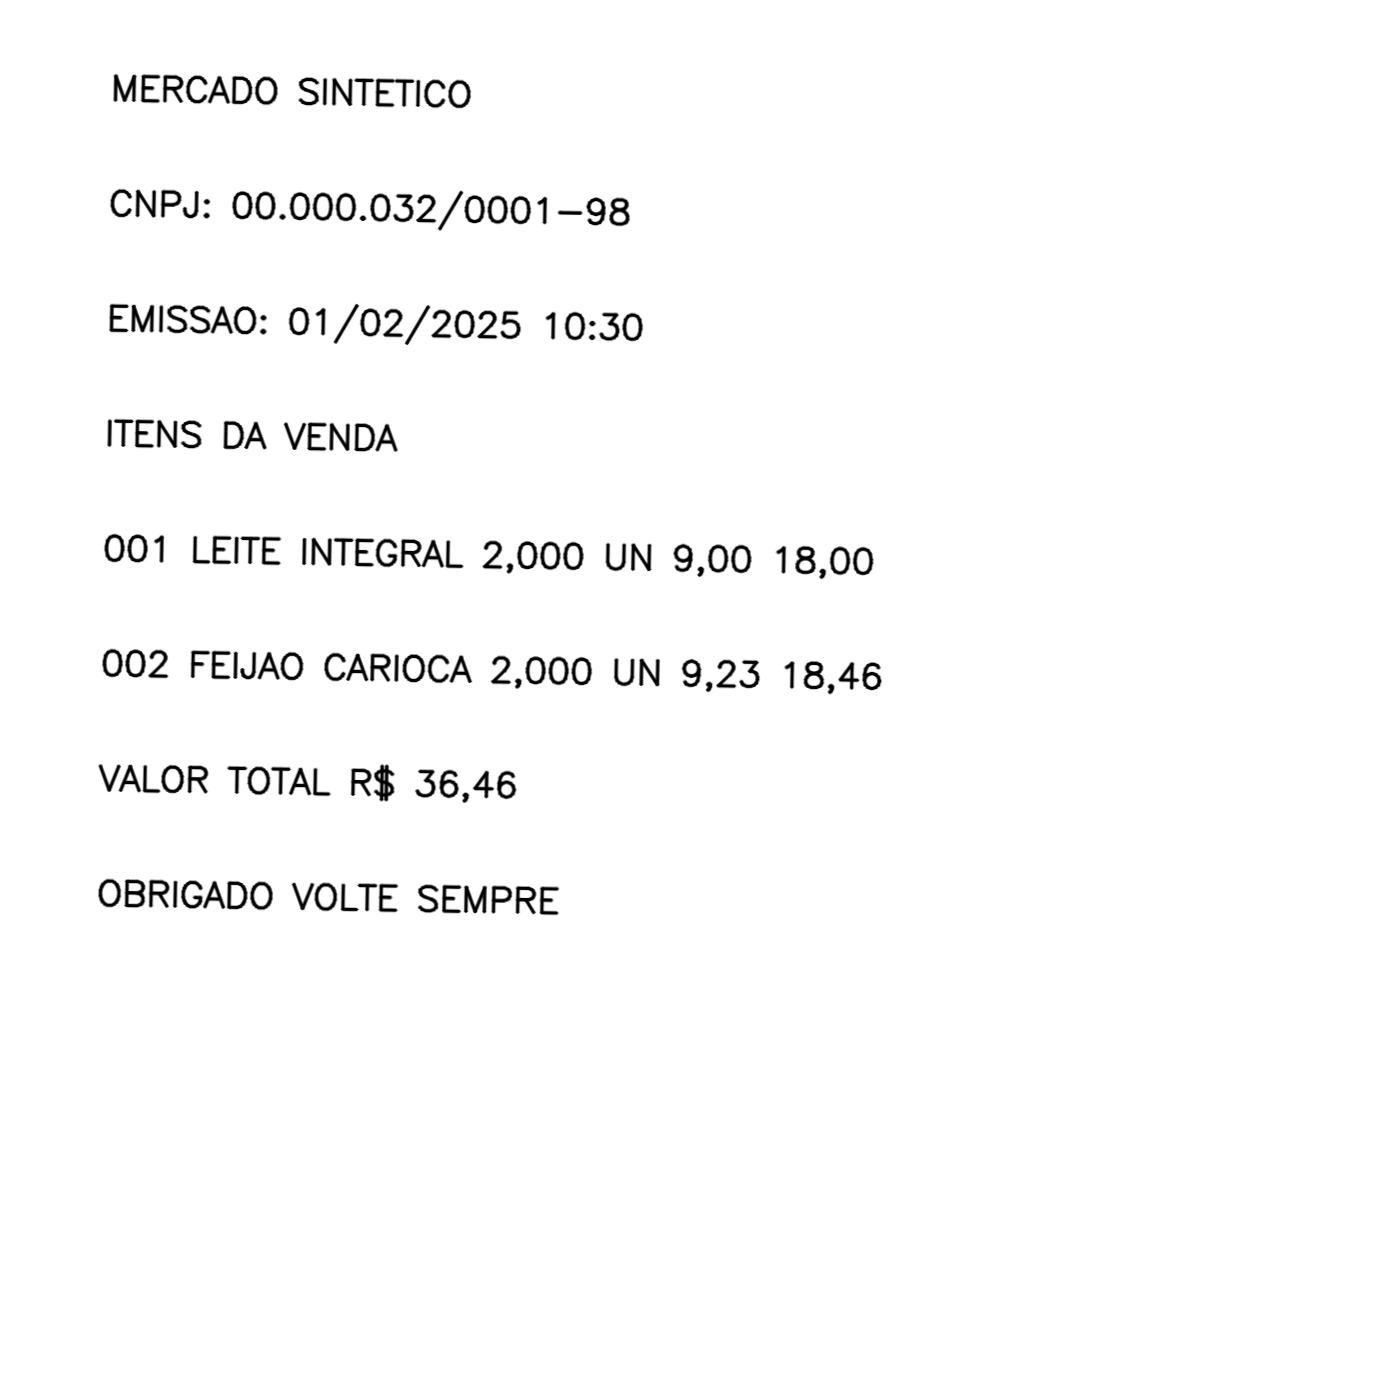 MERCADO SINTETICO
CNPJ: 00.000.032/0001-98
EMISSAO: 01/02/2025 10:30
ITENS DA VENDA
001 LEITE INTEGRAL 2,000 UN 9,00 18,00
002 FEIJAO CARIOCA 2,000 UN 9,23 18,46
VALOR TOTAL R$ 36,46
OBRIGADO VOLTE SEMPRE